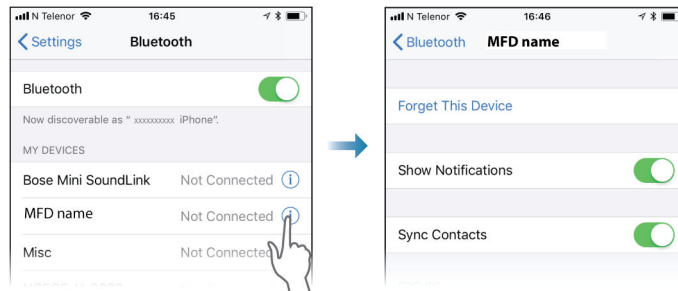 N Telenor 16:45
Settings Bluetooth
Bluetooth
Now discoverable as " xxxxxxxxxx iPhone".
MY DEVICES
Bose Mini SoundLink Not Connected
MFD name Not Connected
Misc Not Connected
N Telenor 16:46
Bluetooth MFD name
Forget This Device
Show Notifications
Sync Contacts